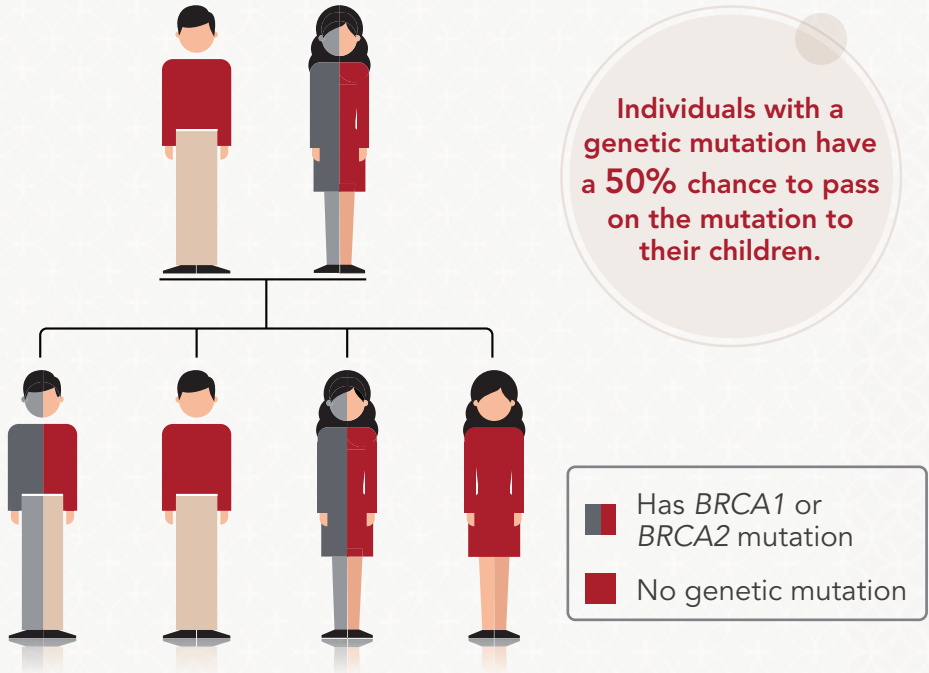 Individuals with a
genetic mutation have
a 50% chance to pass
on the mutation to
their children.
Has BRCA1 or
BRCA2 mutation
No genetic mutation